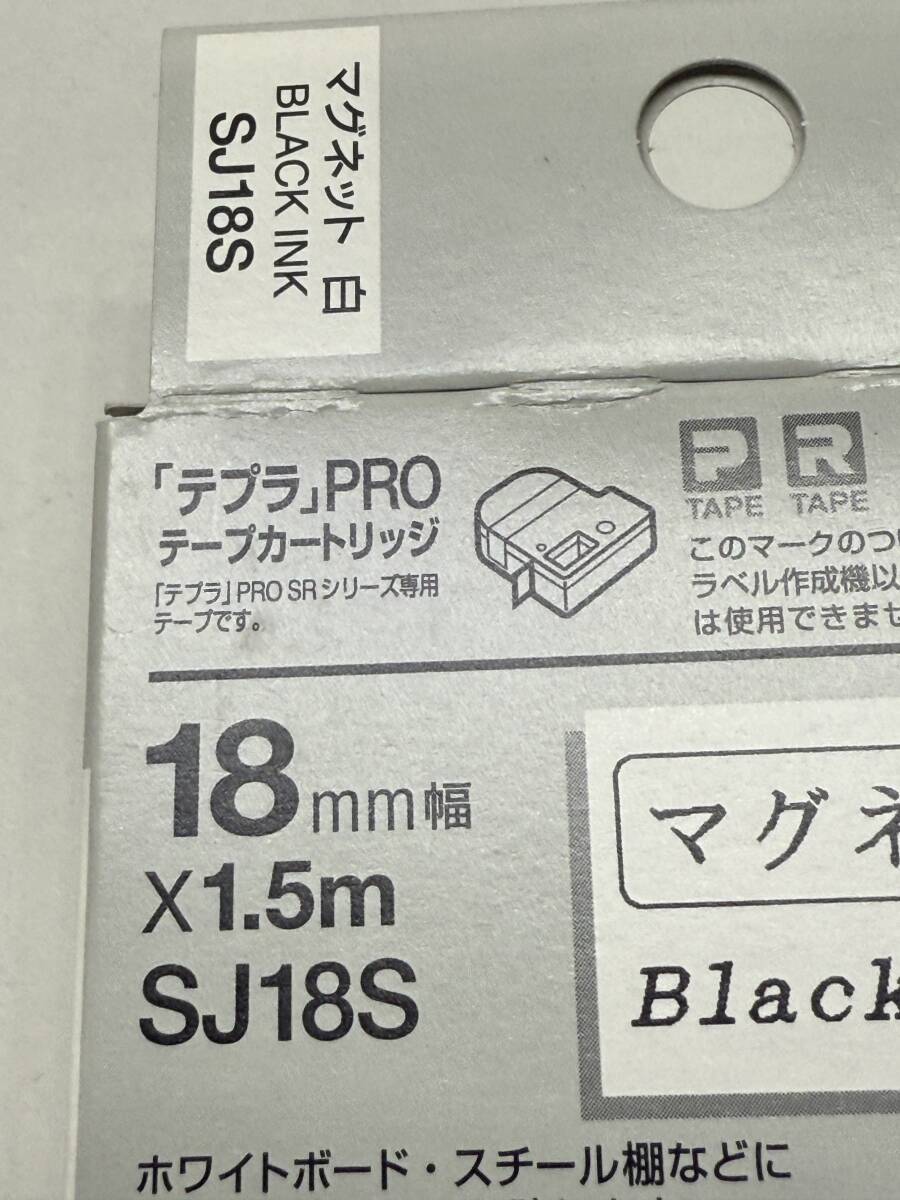 マグネット 白
BLACK INK
SJ18S
「テプラ」PRO
テープカートリッジ
「テプラ」PRO SRシリーズ専用
テープです。
P R
TAPE TAPE
このマークのつ
ラベル作成機以
は使用できませ
18mm幅
X1.5m
SJ18S
マグネ
Black
ホワイトボード・スチール棚などに